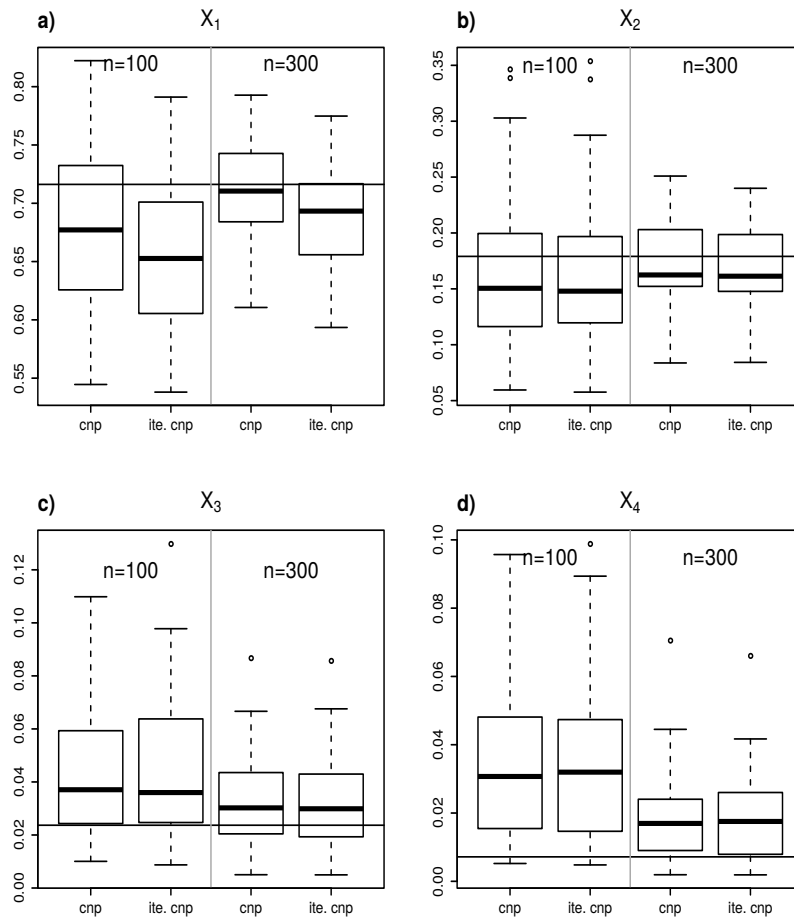 a) X1 b) X2
n=100 n=300 n=100 n=300
0.80 0.35
0.75 0.30
0.70 0.25
0.65 0.20
0.55 0.15
0.10
0.05
cnp ite. cnp cnp ite. cnp cnp ite. cnp cnp ite. cnp
c) X3 d) X4
n=100 n=300 n=100 n=300
0.12 0.10
0.10 0.08
0.08 0.06
0.06 0.04
0.04 0.02
0.02 0.00
0.00
cnp ite. cnp cnp ite. cnp cnp ite. cnp cnp ite. cnp